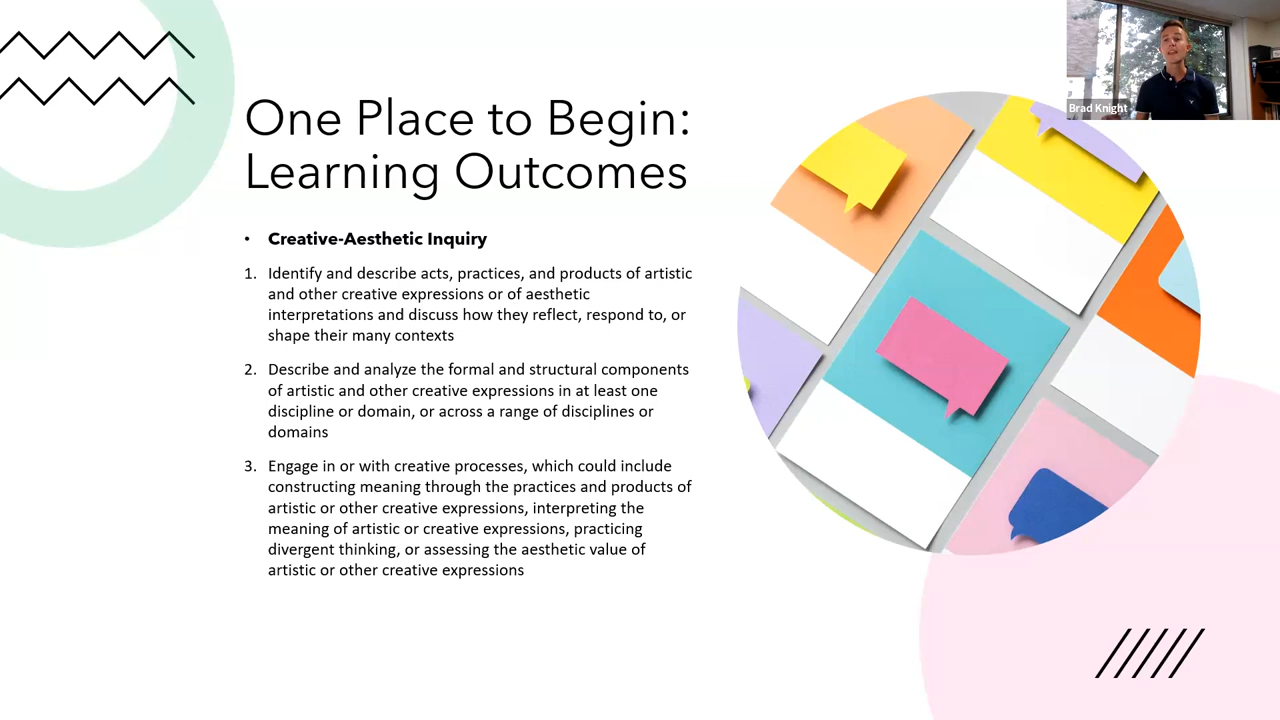 One Place to Begin:
Learning Outcomes
• Creative-Aesthetic Inquiry
1. Identify and describe acts, practices, and products of artistic
and other creative expressions or of aesthetic
interpretations and discuss how they reflect, respond to, or
shape their many contexts
2. Describe and analyze the formal and structural components
of artistic and other creative expressions in at least one
discipline or domain, or across a range of disciplines or
domains
3. Engage in or with creative processes, which could include
constructing meaning through the practices and products of
artistic or other creative expressions, interpreting the
meaning of artistic or creative expressions, practicing
divergent thinking, or assessing the aesthetic value of
artistic or other creative expressions
Brad Knight